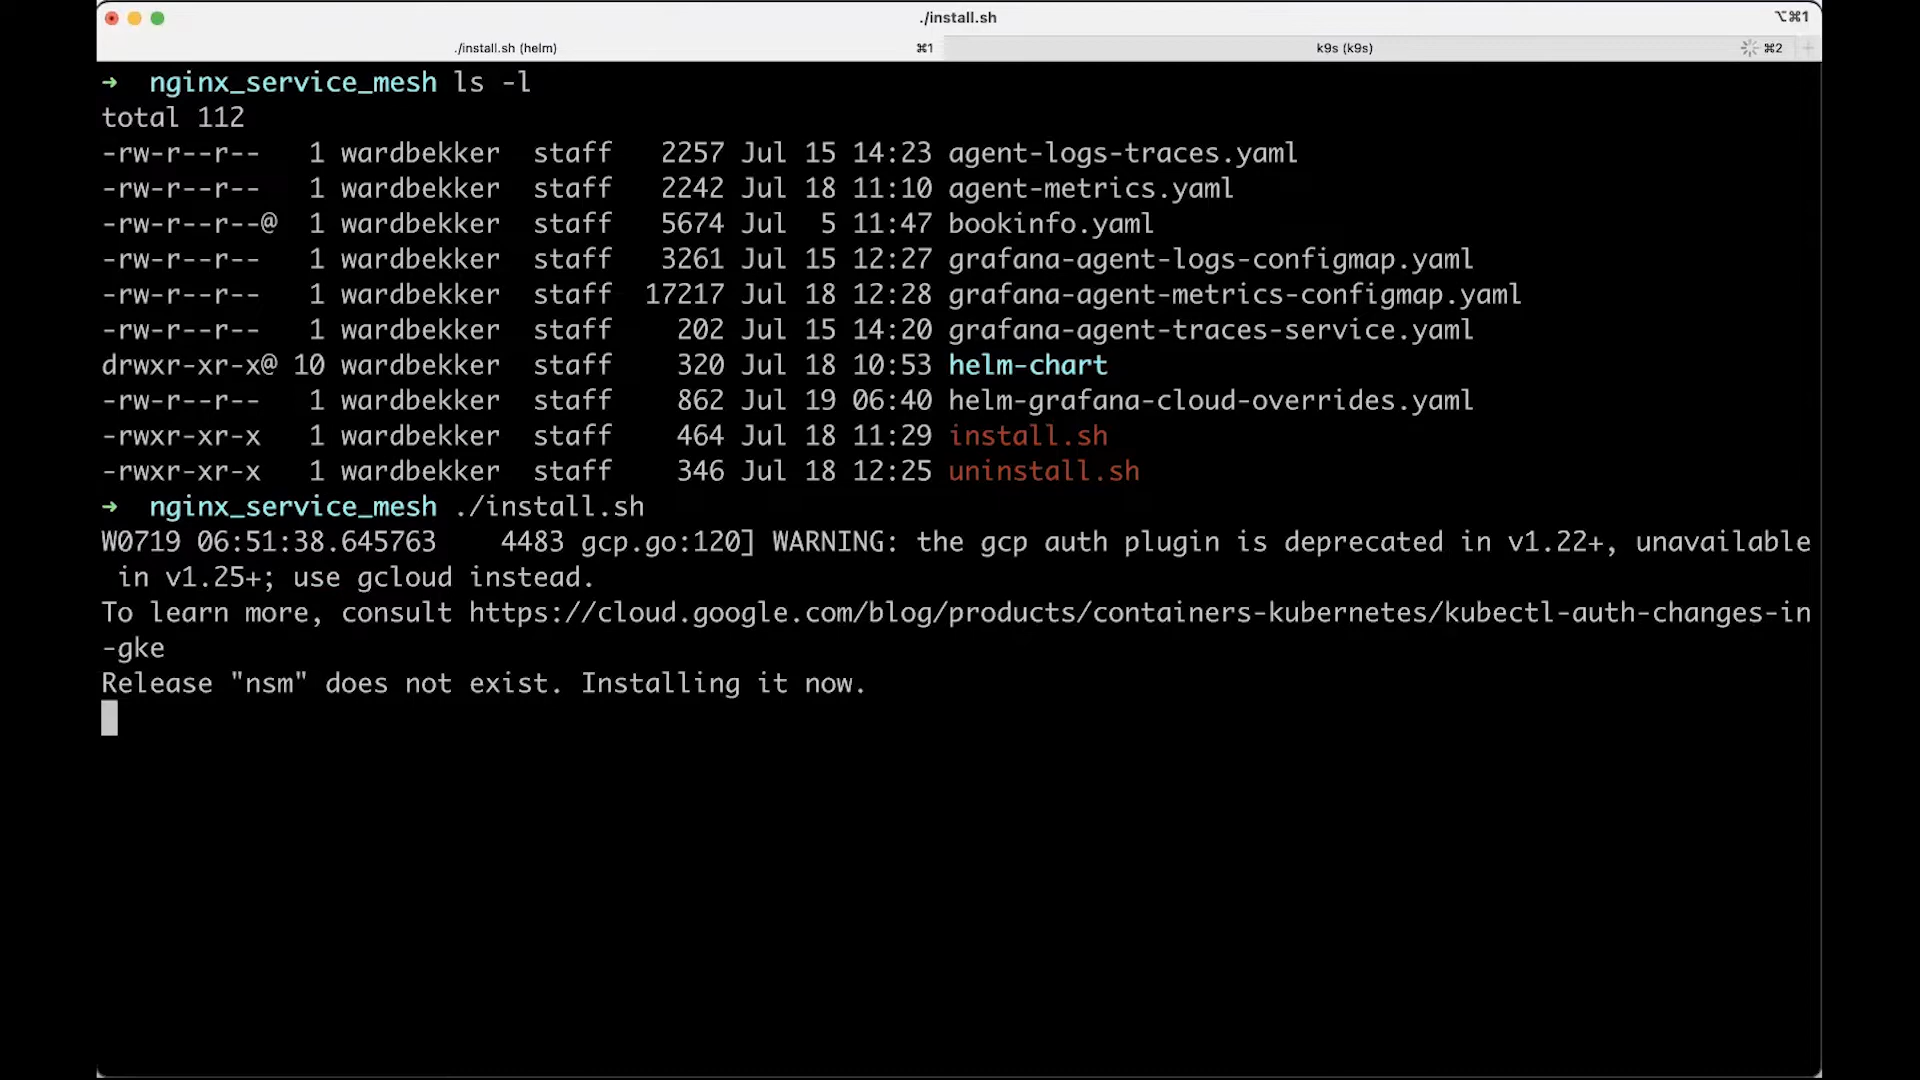 ./install.sh
⌥⌘1
./install.sh (helm) ⌘1 k9s (k9s) ⌘2 +
➜ nginx_service_mesh ls -l
total 112
-rw-r--r-- 1 wardbekker staff 2257 Jul 15 14:23 agent-logs-traces.yaml
-rw-r--r-- 1 wardbekker staff 2242 Jul 18 11:10 agent-metrics.yaml
-rw-r--r--@ 1 wardbekker staff 5674 Jul 5 11:47 bookinfo.yaml
-rw-r--r-- 1 wardbekker staff 3261 Jul 15 12:27 grafana-agent-logs-configmap.yaml
-rw-r--r-- 1 wardbekker staff 17217 Jul 18 12:28 grafana-agent-metrics-configmap.yaml
-rw-r--r-- 1 wardbekker staff 202 Jul 15 14:20 grafana-agent-traces-service.yaml
drwxr-xr-x@ 10 wardbekker staff 320 Jul 18 10:53 helm-chart
-rw-r--r-- 1 wardbekker staff 862 Jul 19 06:40 helm-grafana-cloud-overrides.yaml
-rwxr-xr-x 1 wardbekker staff 464 Jul 18 11:29 install.sh
-rwxr-xr-x 1 wardbekker staff 346 Jul 18 12:25 uninstall.sh
➜ nginx_service_mesh ./install.sh
W0719 06:51:38.645763 4483 gcp.go:120] WARNING: the gcp auth plugin is deprecated in v1.22+, unavailable
in v1.25+; use gcloud instead.
To learn more, consult https://cloud.google.com/blog/products/containers-kubernetes/kubectl-auth-changes-in
-gke
Release "nsm" does not exist. Installing it now.